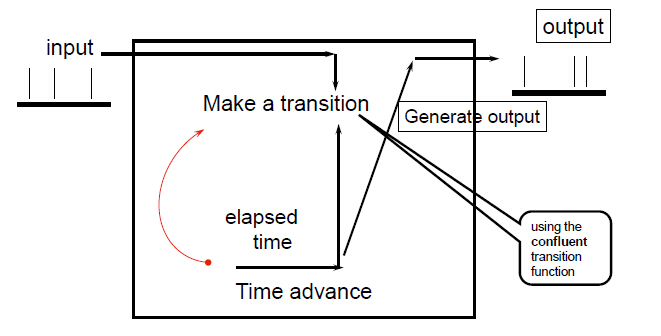 input
output
Make a transition
Generate output
elapsed
time
using the
confluent
transition
function
Time advance